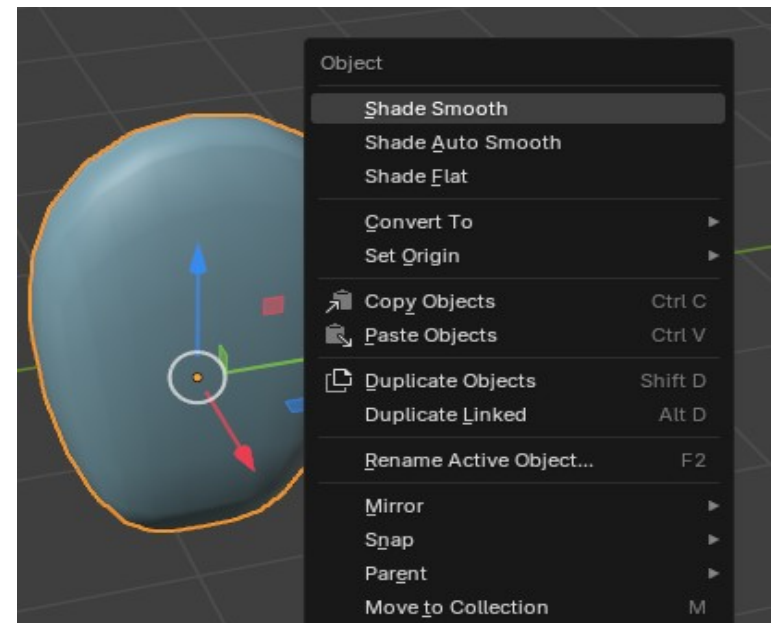 Object
Shade Smooth
Shade Auto Smooth
Shade Flat
Convert To
Set Origin
Copy Objects Ctrl C
Paste Objects Ctrl V
Duplicate Objects Shift D
Duplicate Linked Alt D
Rename Active Object... F2
Mirror
Snap
Parent
Move to Collection M